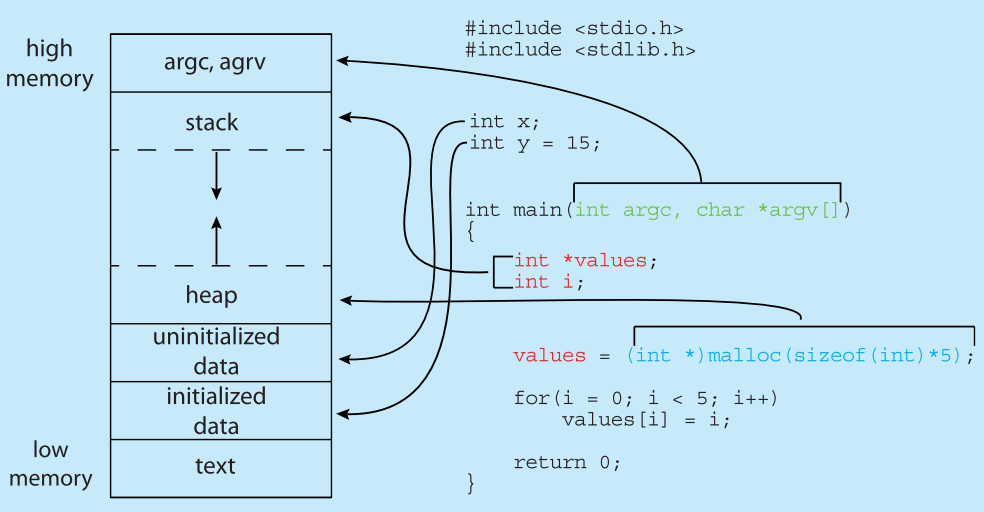 high
memory
argc, agrv
stack
heap
uninitialized
data
initialized
data
text
low
memory
#include <stdio.h>
#include <stdlib.h>
int x;
int y = 15;
int main(int argc, char *argv[])
{
int *values;
int i;
values = (int *)malloc(sizeof(int)*5);
for(i = 0; i < 5; i++)
values[i] = i;
return 0;
}